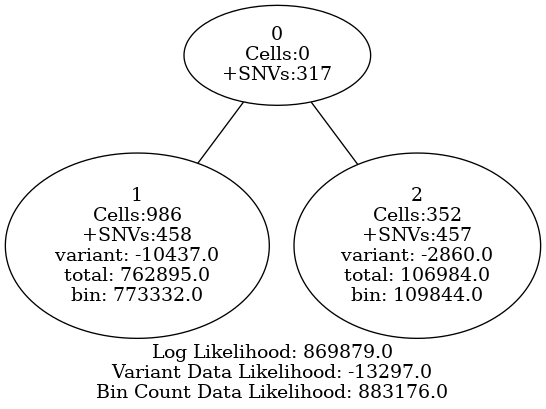 0
Cells:0
+SNVs:317
1
Cells:986
+SNVs:458
variant: -10437.0
total: 762895.0
bin: 773332.0
2
Cells:352
+SNVs:457
variant: -2860.0
total: 106984.0
bin: 109844.0
Log Likelihood: 869879.0
Variant Data Likelihood: -13297.0
Bin Count Data Likelihood: 883176.0